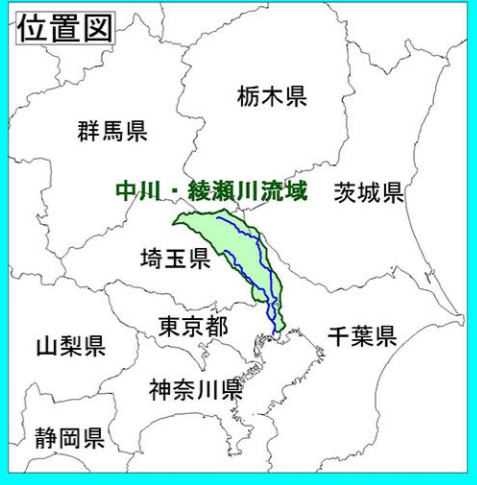 位置図
栃木県
群馬県
中川・綾瀬川流域
茨城県
埼玉県
東京都
千葉県
山梨県
神奈川県
静岡県